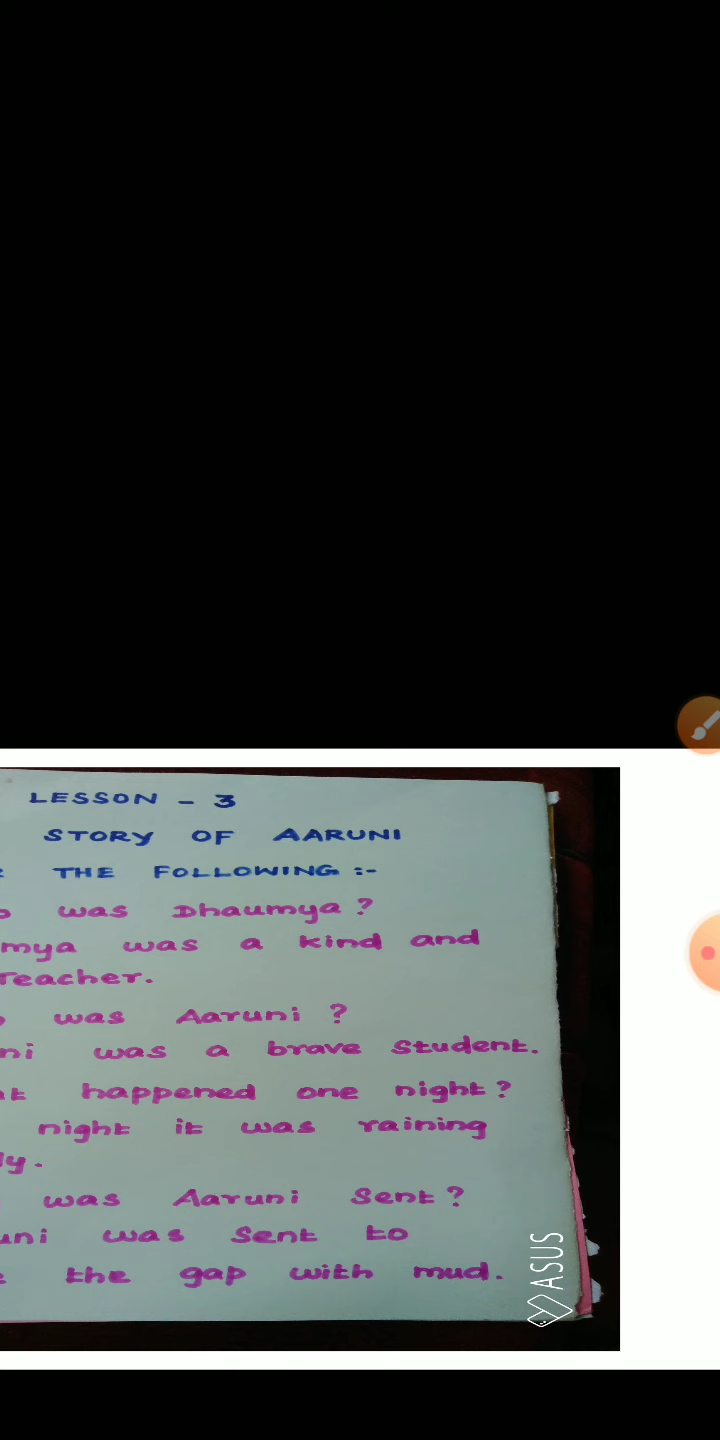 LESSON - 3
STORY OF AARUNI
THE FOLLOWING :-
was Dhaumya ?
mya was a kind and
Teacher.
was Aaruni ?
ni was a brave Student.
happened one night ?
night it was raining
ly.
was Aaruni Sent ?
uni was Sent to
the gap with mud.
ASUS